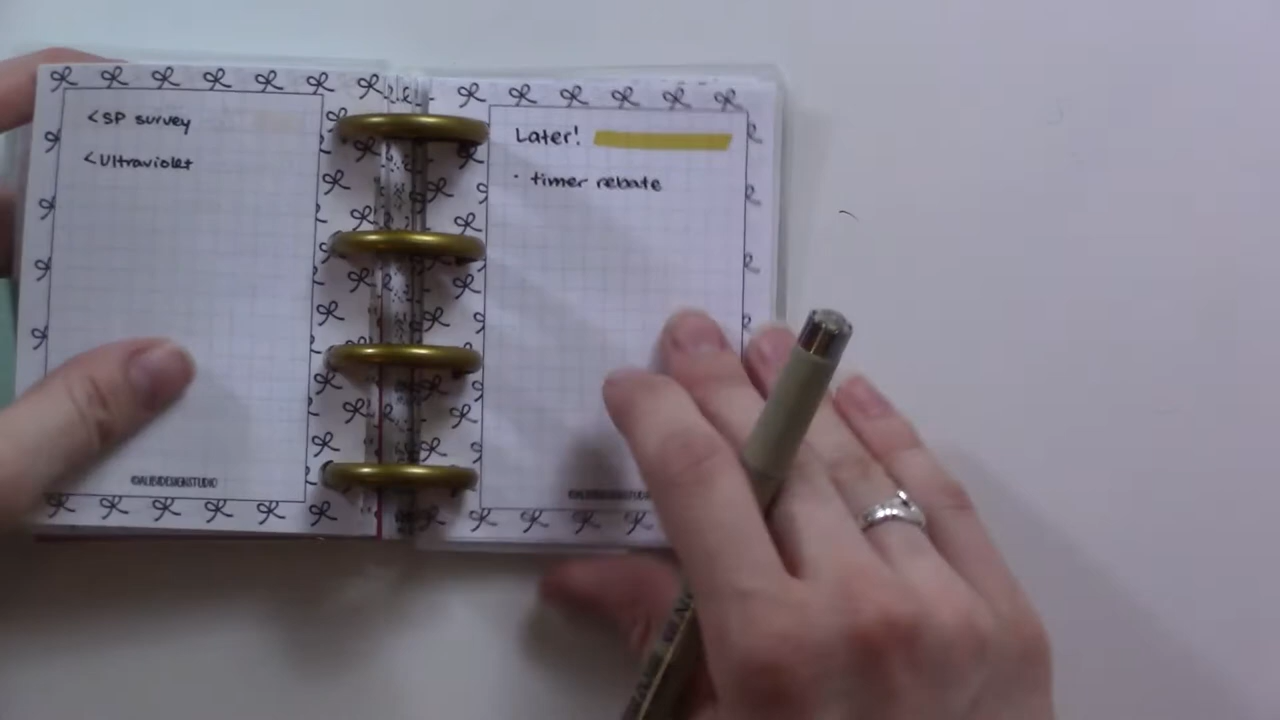 <SP survey
<Ultraviolet
Later!
· timer rebate